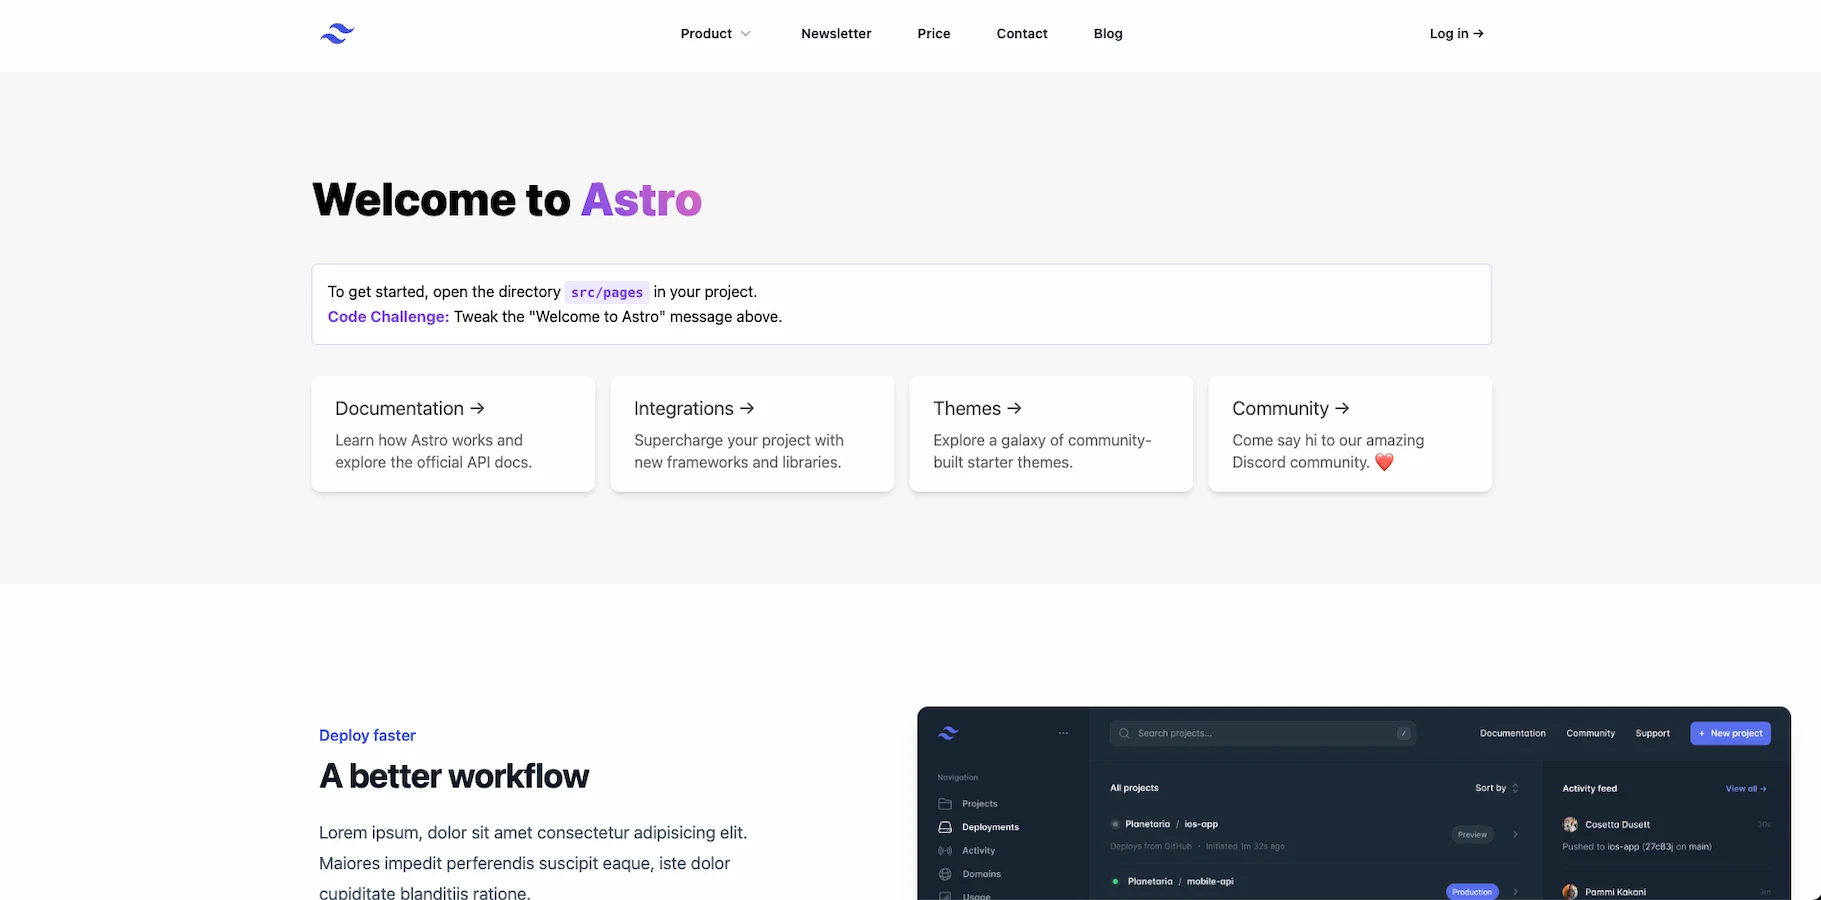 Product
Newsletter
Price
Contact
Blog
Log in →
Welcome to Astro
To get started, open the directory src/pages in your project.
Code Challenge: Tweak the "Welcome to Astro" message above.
Documentation →
Learn how Astro works and
explore the official API docs.
Integrations →
Supercharge your project with
new frameworks and libraries.
Themes →
Explore a galaxy of community-
built starter themes.
Community →
Come say hi to our amazing
Discord community. ❤️
Deploy faster
A better workflow
Lorem ipsum, dolor sit amet consectetur adipisicing elit.
Maiores impedit perferendis suscipit eaque, iste dolor
cupiditate blanditiis ratione.
Search projects... /
Documentation
Community
Support
+ New project
Navigation
Projects
Deployments
Activity
Domains
Usage
All projects
Sort by
Planetaria / ios-app
Deploys from GitHub · Initiated 1m 32s ago
Preview
Planetaria / mobile-api
Production
Activity feed
View all →
Cosetta Dusett
30s
Pushed to ios-app (27c83j on main)
Pammi Kakani
3m